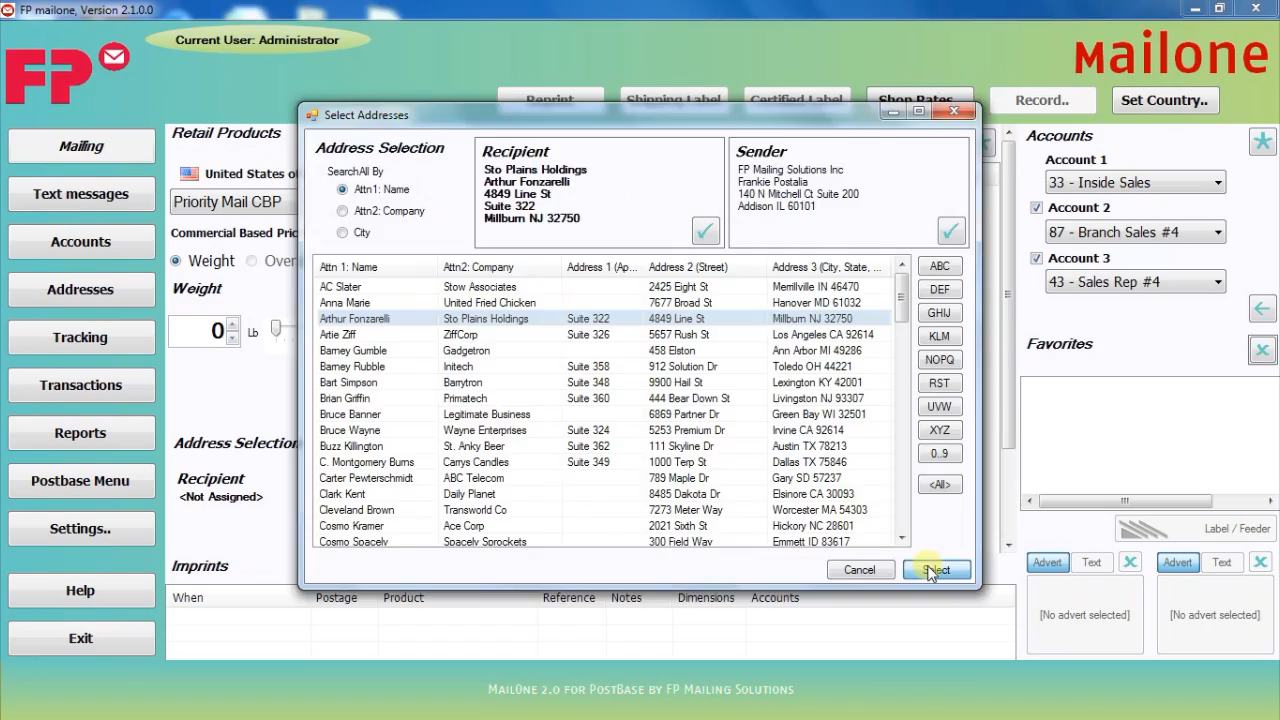 FP mailone, Version 2.1.0.0
Current User: Administrator
FP
Mailone
Reprint
Shipping Label
Certified Label
Shop Rates..
Record..
Set Country..
Mailing
Text messages
Accounts
Addresses
Tracking
Transactions
Reports
Postbase Menu
Settings..
Help
Exit
Retail Products
United States of
Priority Mail CBP
Commercial Based Pric
Weight
Over
Weight
0
Lb
Address Selection
Recipient
<Not Assigned>
Imprints
When Postage Product Reference Notes Dimensions Accounts
Select Addresses
Address Selection
SearchAll By
Attn1: Name
Attn2: Company
City
Recipient
Sto Plains Holdings
Arthur Fonzarelli
4849 Line St
Suite 322
Millburn NJ 32750
Sender
FP Mailing Solutions Inc
Frankie Postalia
140 N Mitchell Ct Suite 200
Addison IL 60101
Attn 1: Name Attn2: Company Address 1 (Ap... Address 2 (Street) Address 3 (City, State, ...
AC Slater Stow Associates 2425 Eight St Merrilville IN 46470
Anna Marie United Fried Chicken 7677 Broad St Hanover MD 61032
Arthur Fonzarelli Sto Plains Holdings Suite 322 4849 Line St Millburn NJ 32750
Artie Ziff ZiffCorp Suite 326 5657 Rush St Los Angeles CA 92614
Barney Gumble Gadgetron 458 Elston Ann Arbor MI 49286
Barney Rubble Initech Suite 358 912 Solution Dr Toledo OH 44221
Bart Simpson Barrytron Suite 348 9900 Hail St Lexington KY 42001
Brian Griffin Primatech Suite 360 444 Bear Down St Livingston NJ 93307
Bruce Banner Legitimate Business 6869 Partner Dr Green Bay WI 32501
Bruce Wayne Wayne Enterprises Suite 324 5253 Premium Dr Irvine CA 92614
Buzz Killington St. Anky Beer Suite 362 111 Skyline Dr Austin TX 78213
C. Montgomery Burns Carrys Candles Suite 349 1000 Terp St Dallas TX 75846
Carter Pewterschmidt ABC Telecom 789 Maple Dr Gary SD 57237
Clark Kent Daily Planet 8485 Dakota Dr Elsinore CA 30093
Cleveland Brown Transworld Co 7273 Meter Way Worcester MA 54303
Cosmo Kramer Ace Corp 2021 Sixth St Hickory NC 28601
Cosmo Spacely Spacely Sprockets 300 Field Way Emmett ID 83617
ABC
DEF
GHIJ
KLM
NOPQ
RST
UVW
XYZ
0..9
<All>
Cancel
Select
Accounts
Account 1
33 - Inside Sales
Account 2
87 - Branch Sales #4
Account 3
43 - Sales Rep #4
Favorites
Label / Feeder
Advert Text
Advert Text
[No advert selected]
[No advert selected]
MailOne 2.0 for PostBase by FP Mailing Solutions